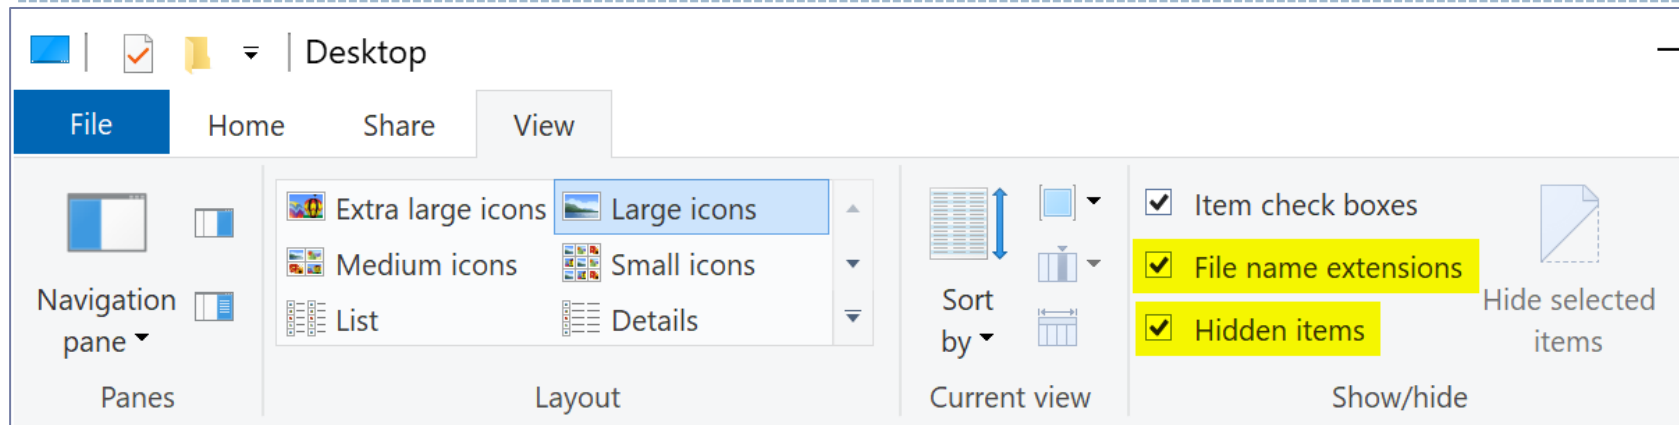 Desktop
File Home Share View
Extra large icons Large icons
Medium icons Small icons
List Details
Navigation
pane
Sort
by
Item check boxes
File name extensions
Hidden items
Hide selected
items
Panes Layout Current view Show/hide